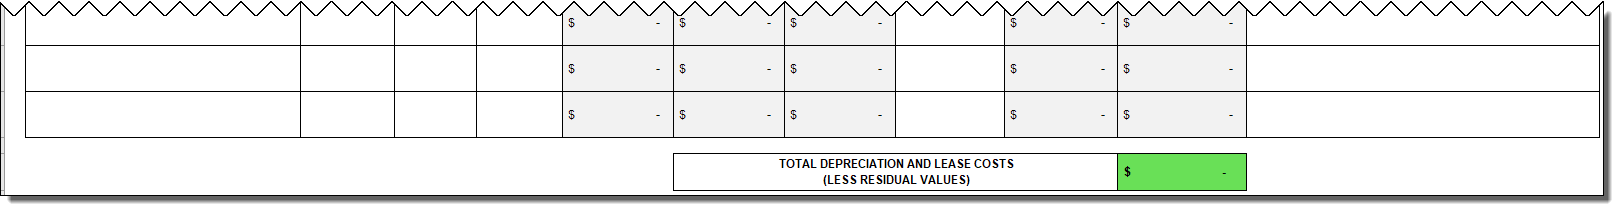 $ - $ - $ - $ - $ -
$ - $ - $ - $ - $ -
$ - $ - $ - $ - $ -
TOTAL DEPRECIATION AND LEASE COSTS
(LESS RESIDUAL VALUES)
$ -